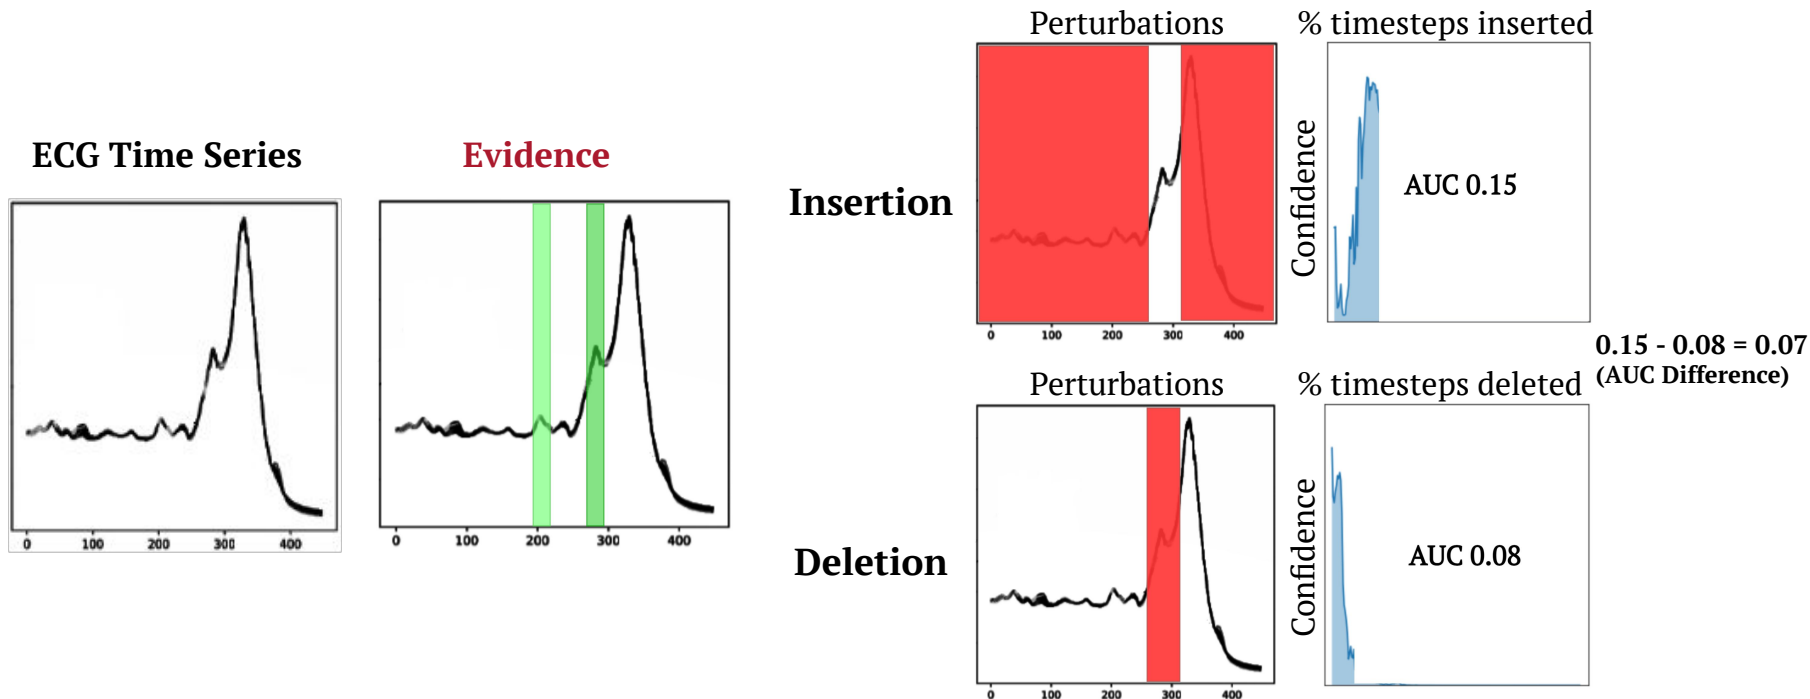 ECG Time Series
0 100 200 300 400
Evidence
0 100 200 300 400
Insertion
Perturbations
0 100 200 300 400
% timesteps inserted
Confidence
AUC 0.15
Deletion
Perturbations
0 100 200 300 400
% timesteps deleted
Confidence
AUC 0.08
0.15 - 0.08 = 0.07
(AUC Difference)